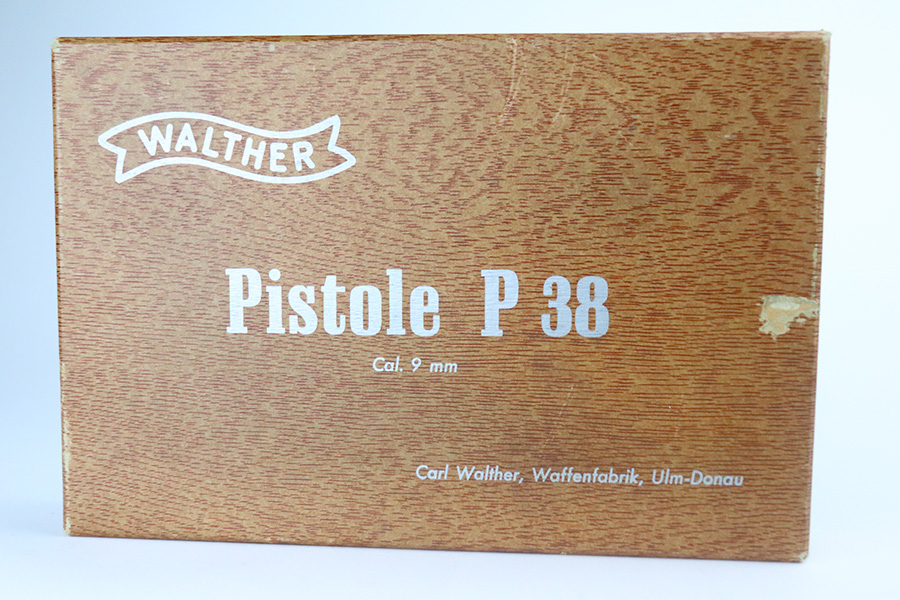 WALTHER
Pistole P 38
Cal. 9 mm
Carl Walther, Waffenfabrik, Ulm-Donau